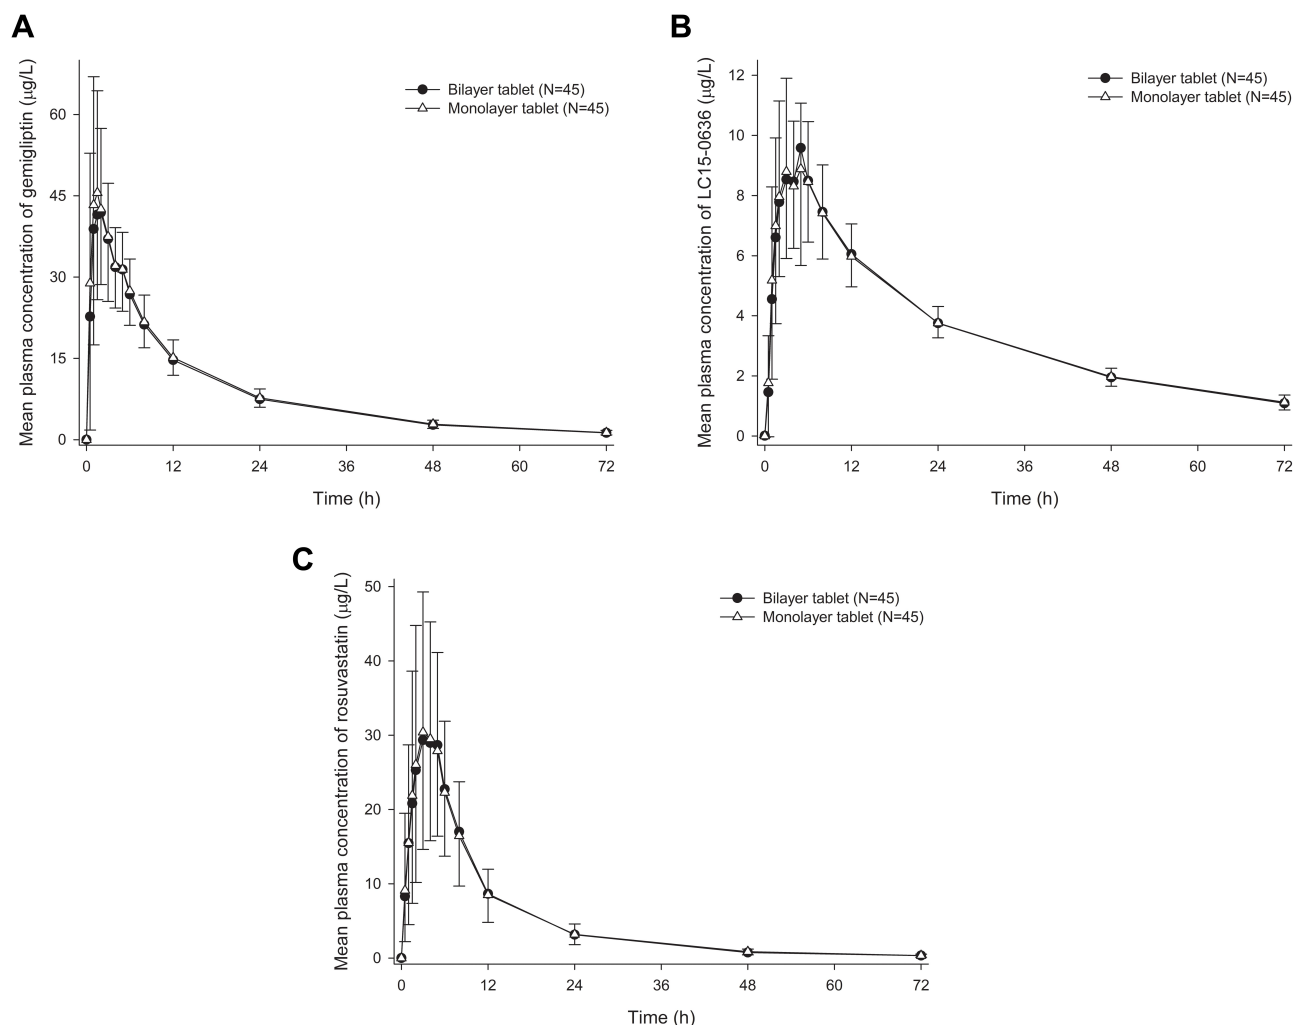 A
Mean plasma concentration of gemigliptin (µg/L)
60
45
30
15
0
Bilayer tablet (N=45)
Monolayer tablet (N=45)
0 12 24 36 48 60 72
Time (h)
B
Mean plasma concentration of LC15-0636 (µg/L)
12
10
8
6
4
2
0
Bilayer tablet (N=45)
Monolayer tablet (N=45)
0 12 24 36 48 60 72
Time (h)
C
Mean plasma concentration of rosuvastatin (µg/L)
50
40
30
20
10
0
Bilayer tablet (N=45)
Monolayer tablet (N=45)
0 12 24 36 48 60 72
Time (h)